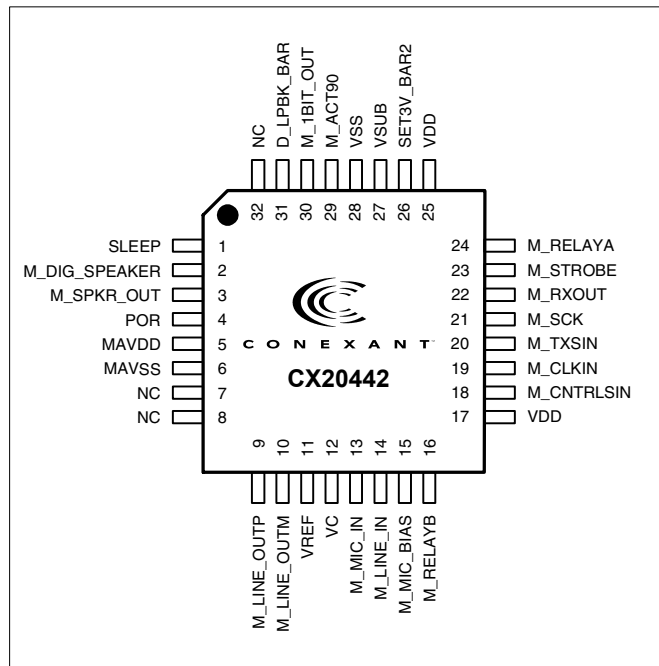 NC
D_LPBK_BAR
M_1BIT_OUT
M_ACT90
VSS
VSUB
SET3V_BAR2
VDD
32
31
30
29
28
27
26
25
SLEEP 1
M_DIG_SPEAKER 2
M_SPKR_OUT 3
POR 4
MAVDD 5
MAVSS 6
NC 7
NC 8
24 M_RELAYA
23 M_STROBE
22 M_RXOUT
21 M_SCK
20 M_TXSIN
19 M_CLKIN
18 M_CNTRLSIN
17 VDD
CONEXANT
CX20442
9
10
11
12
13
14
15
16
M_LINE_OUTP
M_LINE_OUTM
VREF
VC
M_MIC_IN
M_LINE_IN
M_MIC_BIAS
M_RELAYB